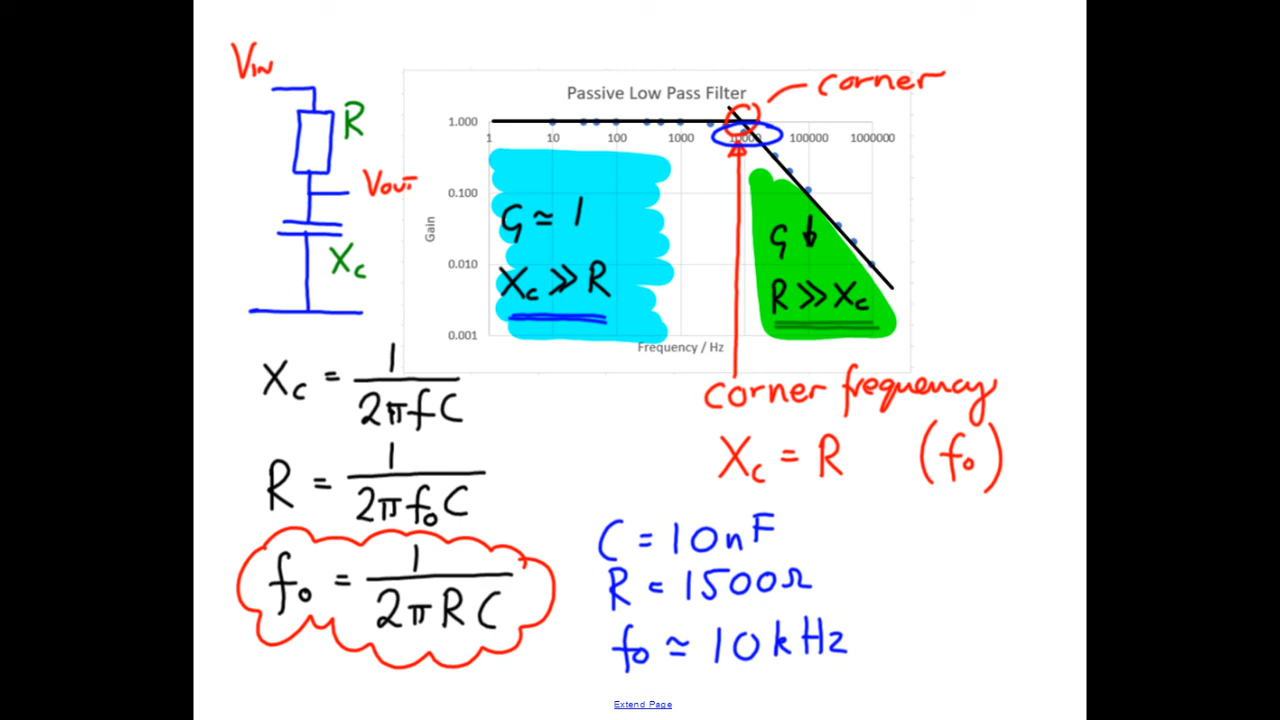 VIN
R
VOUT
XC
Passive Low Pass Filter
corner
1.000
0.100
0.010
0.001
Gain
1 10 100 1000 10000 100000 1000000
Frequency / Hz
G ≃ 1
XC ≫ R
G ↓
R ≫ XC
corner frequency
XC = R (f0)
XC = 1 / 2πfC
R = 1 / 2πf0C
f0 = 1 / 2πRC
C = 10nF
R = 1500Ω
f0 ≃ 10kHz
Extend Page